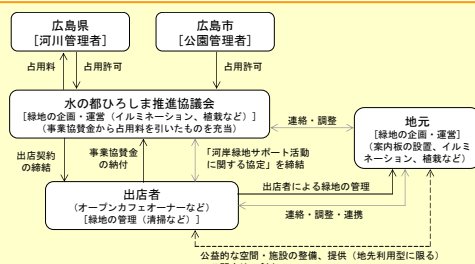 広島県
[河川管理者]
広島市
[公園管理者]
占用料
占用許可
占用許可
水の都ひろしま推進協議会
[緑地の企画・運営(イルミネーション、植栽など)]
(事業協賛金から占用料を引いたものを充当)
連絡・調整
地元
[緑地の企画・運営]
(案内板の設置、イルミ
ネーション、植栽など)
出店契約
の締結
事業協賛金
の納付
「河岸緑地サポート活動
に関する協定」を締結
出店者
(オープンカフェオーナーなど)
[緑地の管理(清掃など)]
出店者による緑地の管理
連絡・調整・連携
公益的な空間・施設の整備、提供(地先利用型に限る)